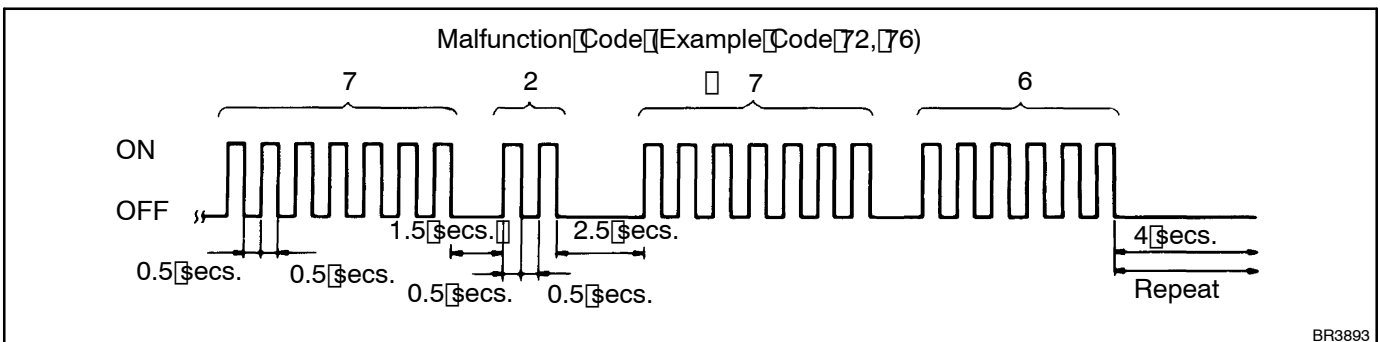 Malfunction Code (Example Code 72, 76)
7 2 7 6
ON
OFF
1.5 secs. 2.5 secs. 4 secs.
0.5 secs. 0.5 secs. 0.5 secs. 0.5 secs. Repeat
BR3893